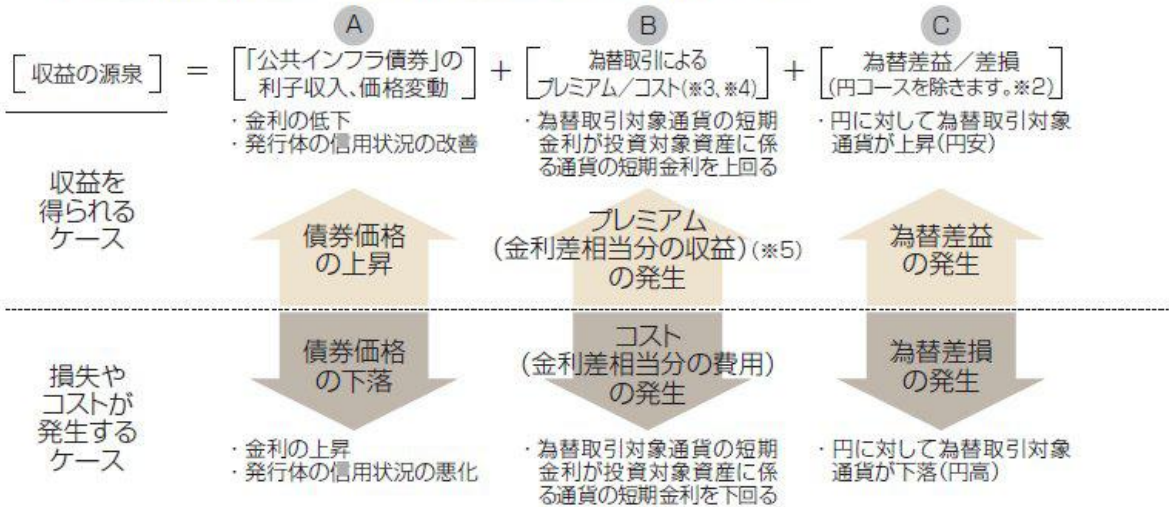 A
B
C
収益の源泉 = 「公共インフラ債券」の利子収入、価格変動 + 為替取引によるプレミアム/コスト(※3、※4) + 為替差益/差損(円コースを除きます。※2)
収益を
得られる
ケース
・金利の低下
・発行体の信用状況の改善
債券価格
の上昇
・為替取引対象通貨の短期
金利が投資対象資産に係
る通貨の短期金利を上回る
プレミアム
(金利差相当分の収益)(※5)
の発生
・円に対して為替取引対象
通貨が上昇(円安)
為替差益
の発生
損失や
コストが
発生する
ケース
債券価格
の下落
・金利の上昇
・発行体の信用状況の悪化
コスト
(金利差相当分の費用)
の発生
・為替取引対象通貨の短期
金利が投資対象資産に係
る通貨の短期金利を下回る
為替差損
の発生
・円に対して為替取引対象
通貨が下落(円高)